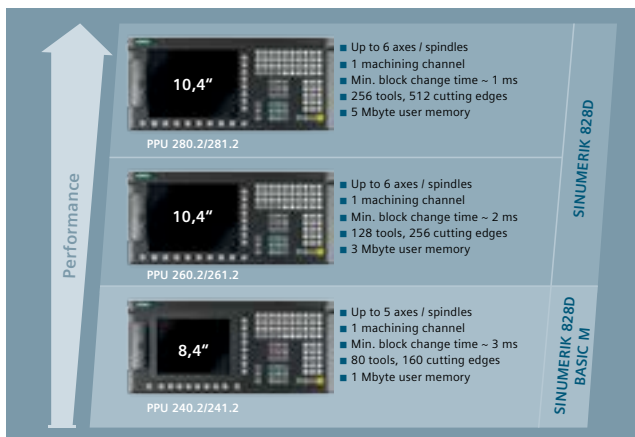 Performance
10,4“
PPU 280.2/281.2
■ Up to 6 axes / spindles
■ 1 machining channel
■ Min. block change time ~ 1 ms
■ 256 tools, 512 cutting edges
■ 5 Mbyte user memory
10,4“
PPU 260.2/261.2
■ Up to 6 axes / spindles
■ 1 machining channel
■ Min. block change time ~ 2 ms
■ 128 tools, 256 cutting edges
■ 3 Mbyte user memory
SINUMERIK 828D
8,4“
PPU 240.2/241.2
■ Up to 5 axes / spindles
■ 1 machining channel
■ Min. block change time ~ 3 ms
■ 80 tools, 160 cutting edges
■ 1 Mbyte user memory
SINUMERIK 828D
BASIC M